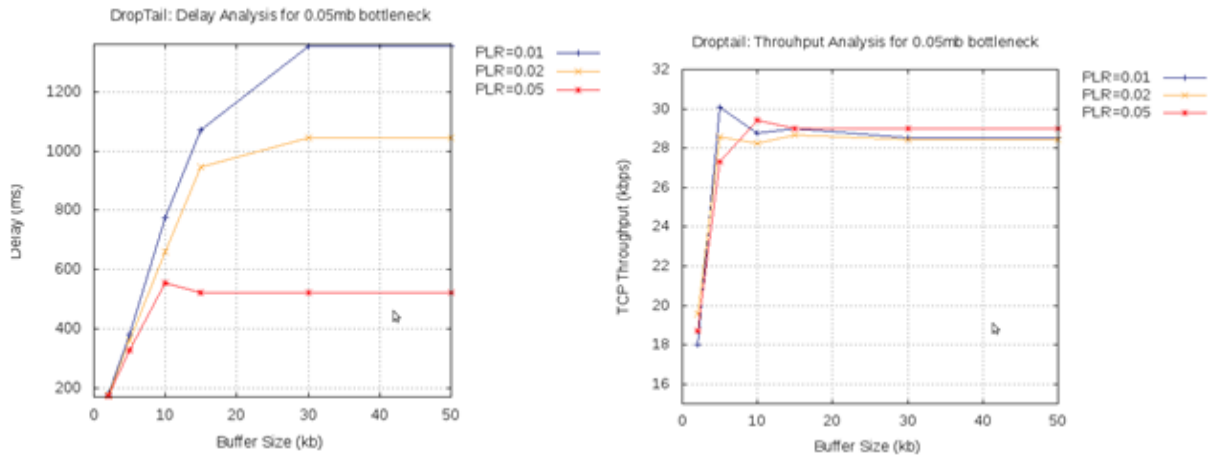 DropTail: Delay Analysis for 0.05mb bottleneck
PLR=0.01
PLR=0.02
PLR=0.05
1200
1000
800
600
400
200
0 10 20 30 40 50
Delay (ms)
Buffer Size (kb)
Droptail: Throuhput Analysis for 0.05mb bottleneck
PLR=0.01
PLR=0.02
PLR=0.05
32
30
28
26
24
22
20
18
16
0 10 20 30 40 50
TCP Throughput (kbps)
Buffer Size (kb)